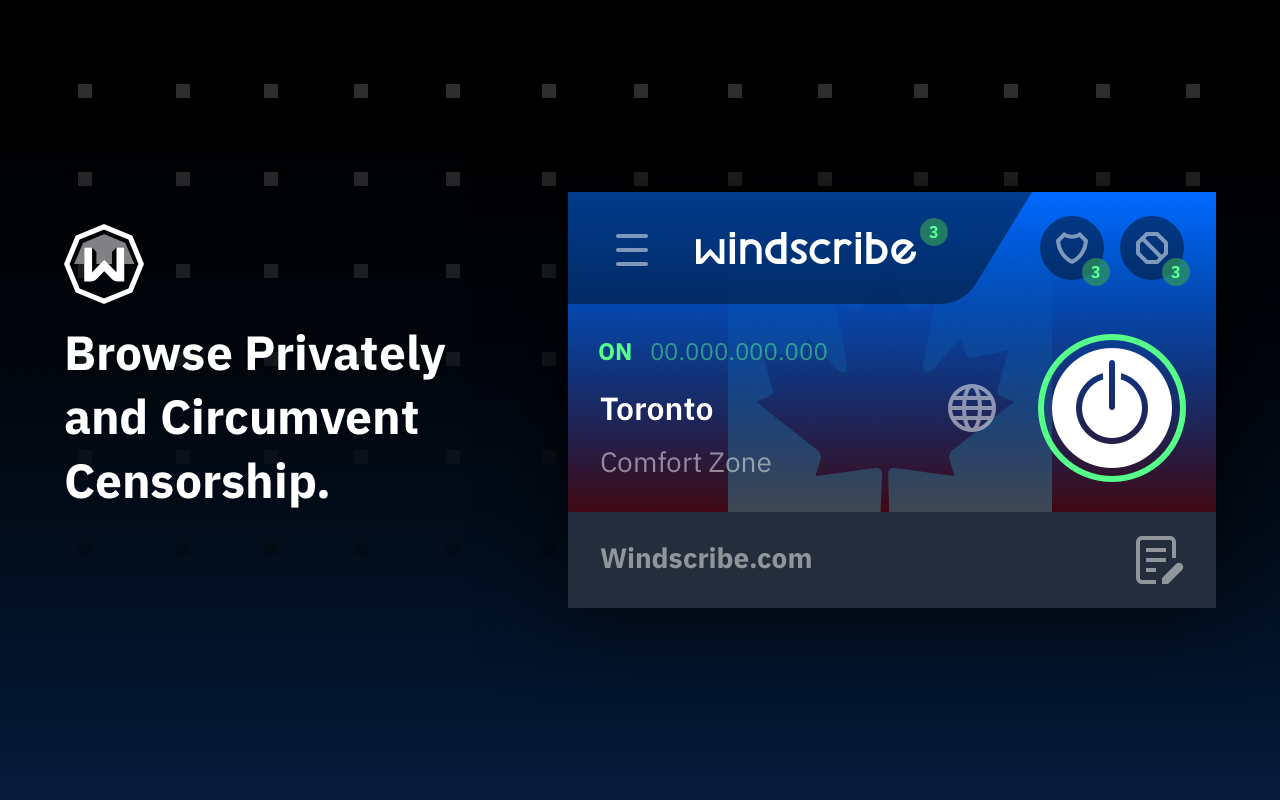 Browse Privately
and Circumvent
Censorship.
windscribe 3
3 3
ON 00.000.000.000
Toronto
Comfort Zone
Windscribe.com